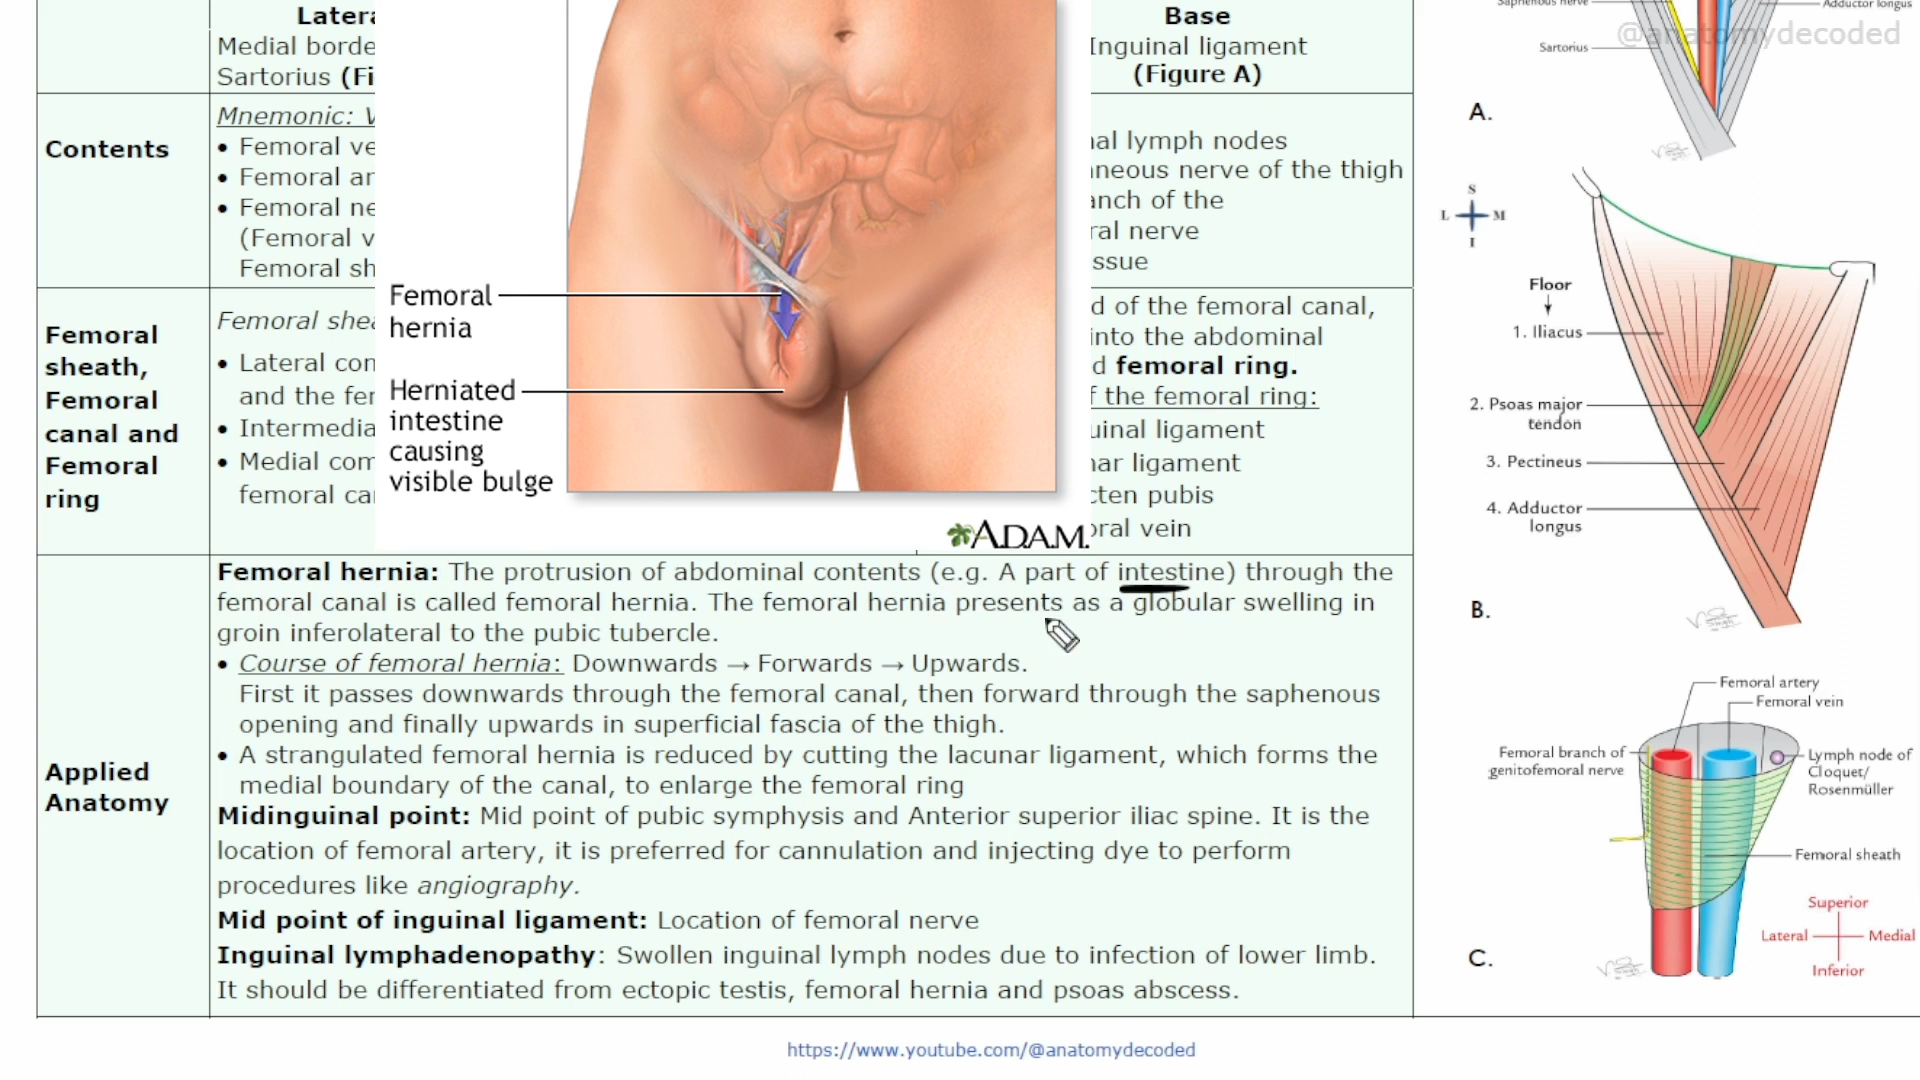 Lateral
Base
Medial borde
Sartorius (Fi
Inguinal ligament
(Figure A)
Contents
Mnemonic: V
• Femoral ve
• Femoral ar
• Femoral ne
(Femoral v
Femoral sh
nal lymph nodes
neous nerve of the thigh
anch of the
ral nerve
ssue
Femoral
hernia
Herniated
intestine
causing
visible bulge
A.D.A.M.
Femoral
sheath,
Femoral
canal and
Femoral
ring
Femoral shea
• Lateral con
and the fer
• Intermedia
• Medial com
femoral ca
d of the femoral canal,
into the abdominal
d femoral ring.
f the femoral ring:
uinal ligament
nar ligament
cten pubis
oral vein
Applied
Anatomy
Femoral hernia: The protrusion of abdominal contents (e.g. A part of intestine) through the
femoral canal is called femoral hernia. The femoral hernia presents as a globular swelling in
groin inferolateral to the pubic tubercle.
• Course of femoral hernia: Downwards → Forwards → Upwards.
First it passes downwards through the femoral canal, then forward through the saphenous
opening and finally upwards in superficial fascia of the thigh.
• A strangulated femoral hernia is reduced by cutting the lacunar ligament, which forms the
medial boundary of the canal, to enlarge the femoral ring
Midinguinal point: Mid point of pubic symphysis and Anterior superior iliac spine. It is the
location of femoral artery, it is preferred for cannulation and injecting dye to perform
procedures like angiography.
Mid point of inguinal ligament: Location of femoral nerve
Inguinal lymphadenopathy: Swollen inguinal lymph nodes due to infection of lower limb.
It should be differentiated from ectopic testis, femoral hernia and psoas abscess.
https://www.youtube.com/@anatomydecoded
Saphenous nerve
Adductor longus
@anatomydecoded
Sartorius
A.
S
L M
I
Floor
1. Iliacus
2. Psoas major
tendon
3. Pectineus
4. Adductor
longus
B.
Femoral artery
Femoral vein
Femoral branch of
genitofemoral nerve
Lymph node of
Cloquet/
Rosenmüller
Femoral sheath
Superior
Lateral Medial
Inferior
C.